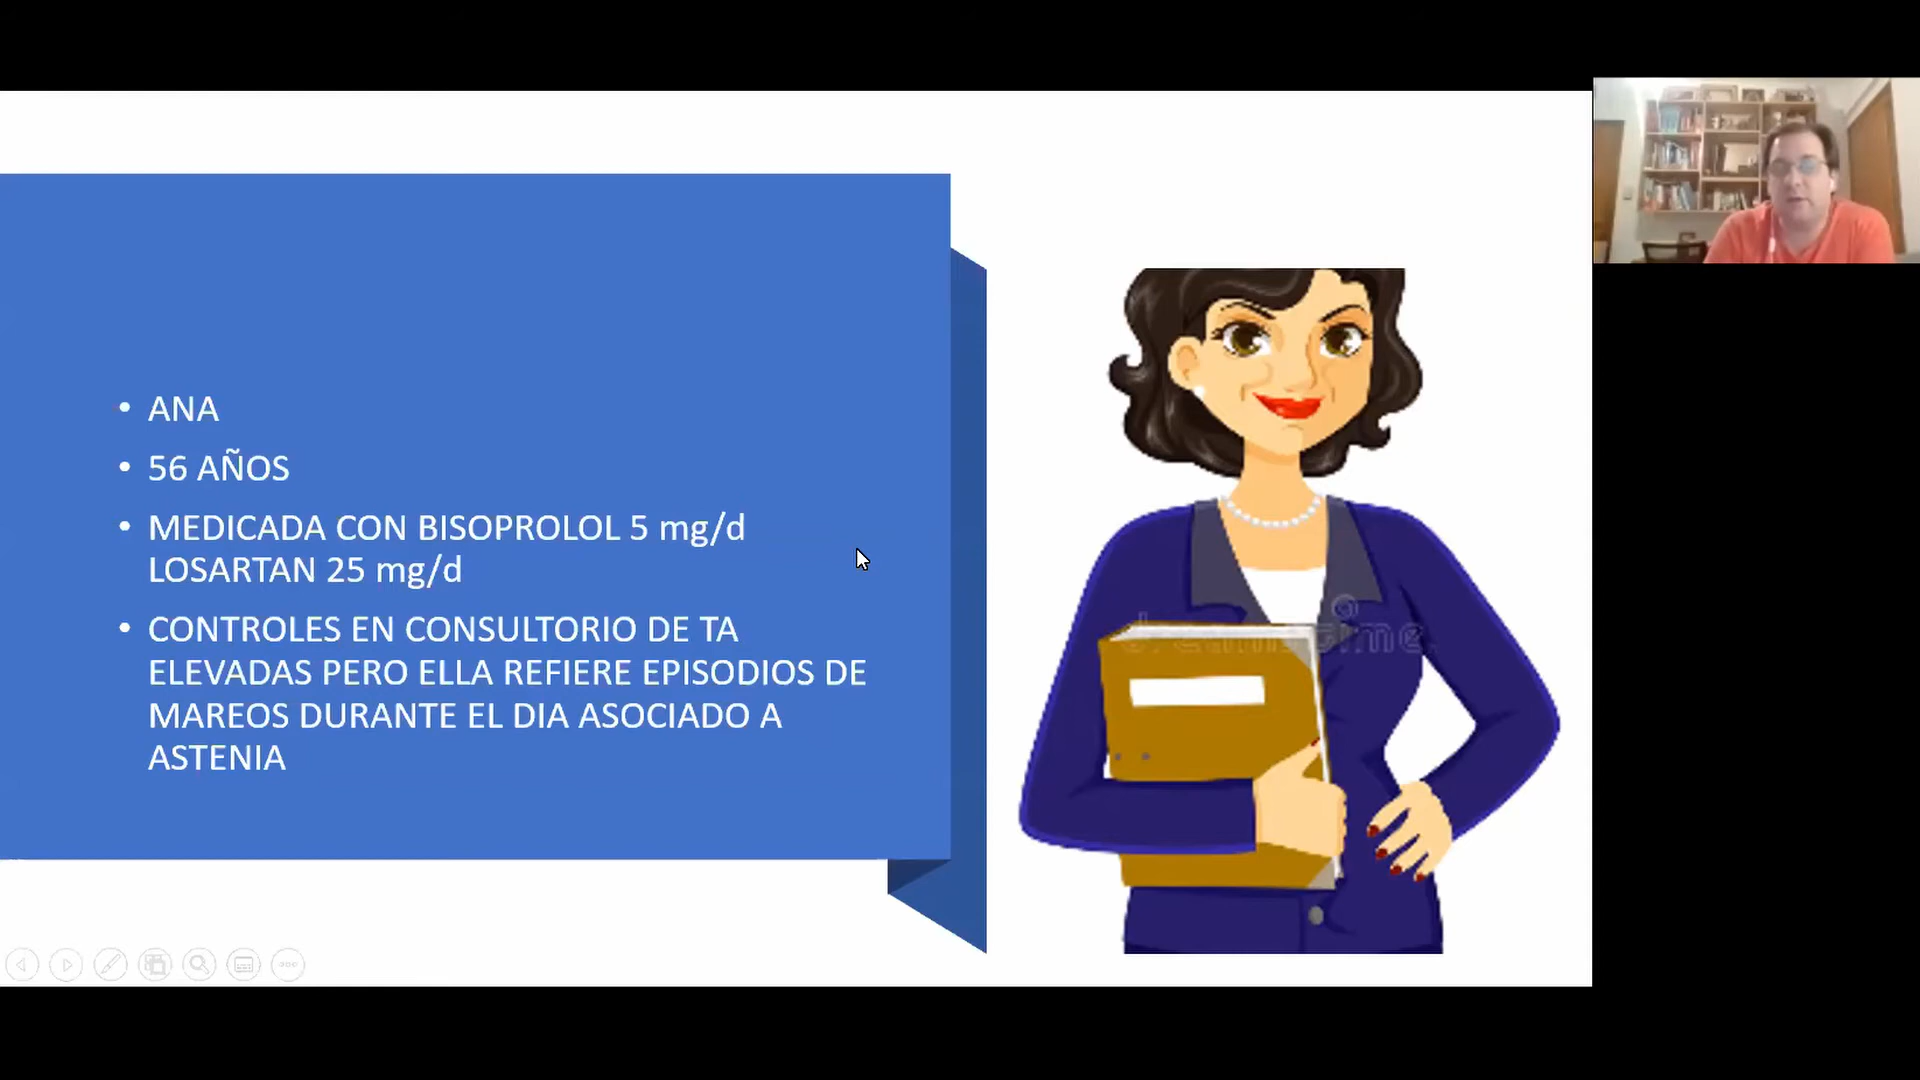 ANA
56 AÑOS
MEDICADA CON BISOPROLOL 5 mg/d
LOSARTAN 25 mg/d
CONTROLES EN CONSULTORIO DE TA
ELEVADAS PERO ELLA REFIERE EPISODIOS DE
MAREOS DURANTE EL DIA ASOCIADO A
ASTENIA
dreamstime.